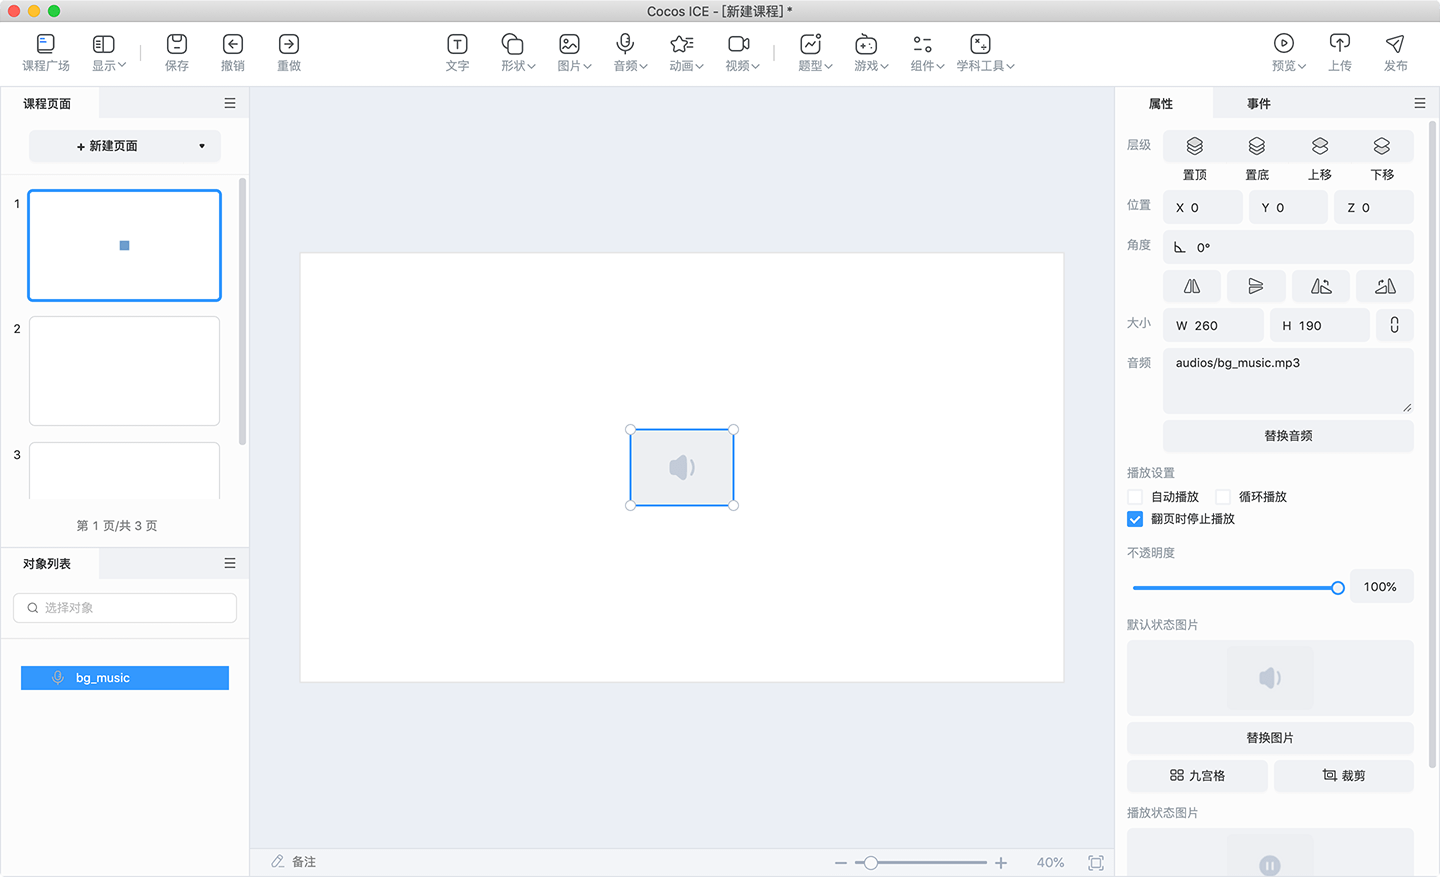 Cocos ICE - [新建课程] *
课程广场 显示 保存 撤销 重做 文字 形状 图片 音频 动画 视频 题型 游戏 组件 学科工具 预览 上传 发布
课程页面
+ 新建页面
1
2
3
第 1 页/共 3 页
对象列表
选择对象
bg_music
备注
40%
属性 事件
层级
置顶 置底 上移 下移
位置 X 0 Y 0 Z 0
角度 0°
大小 W 260 H 190
音频 audios/bg_music.mp3
替换音频
播放设置
自动播放 循环播放
翻页时停止播放
不透明度
100%
默认状态图片
替换图片
九宫格 裁剪
播放状态图片